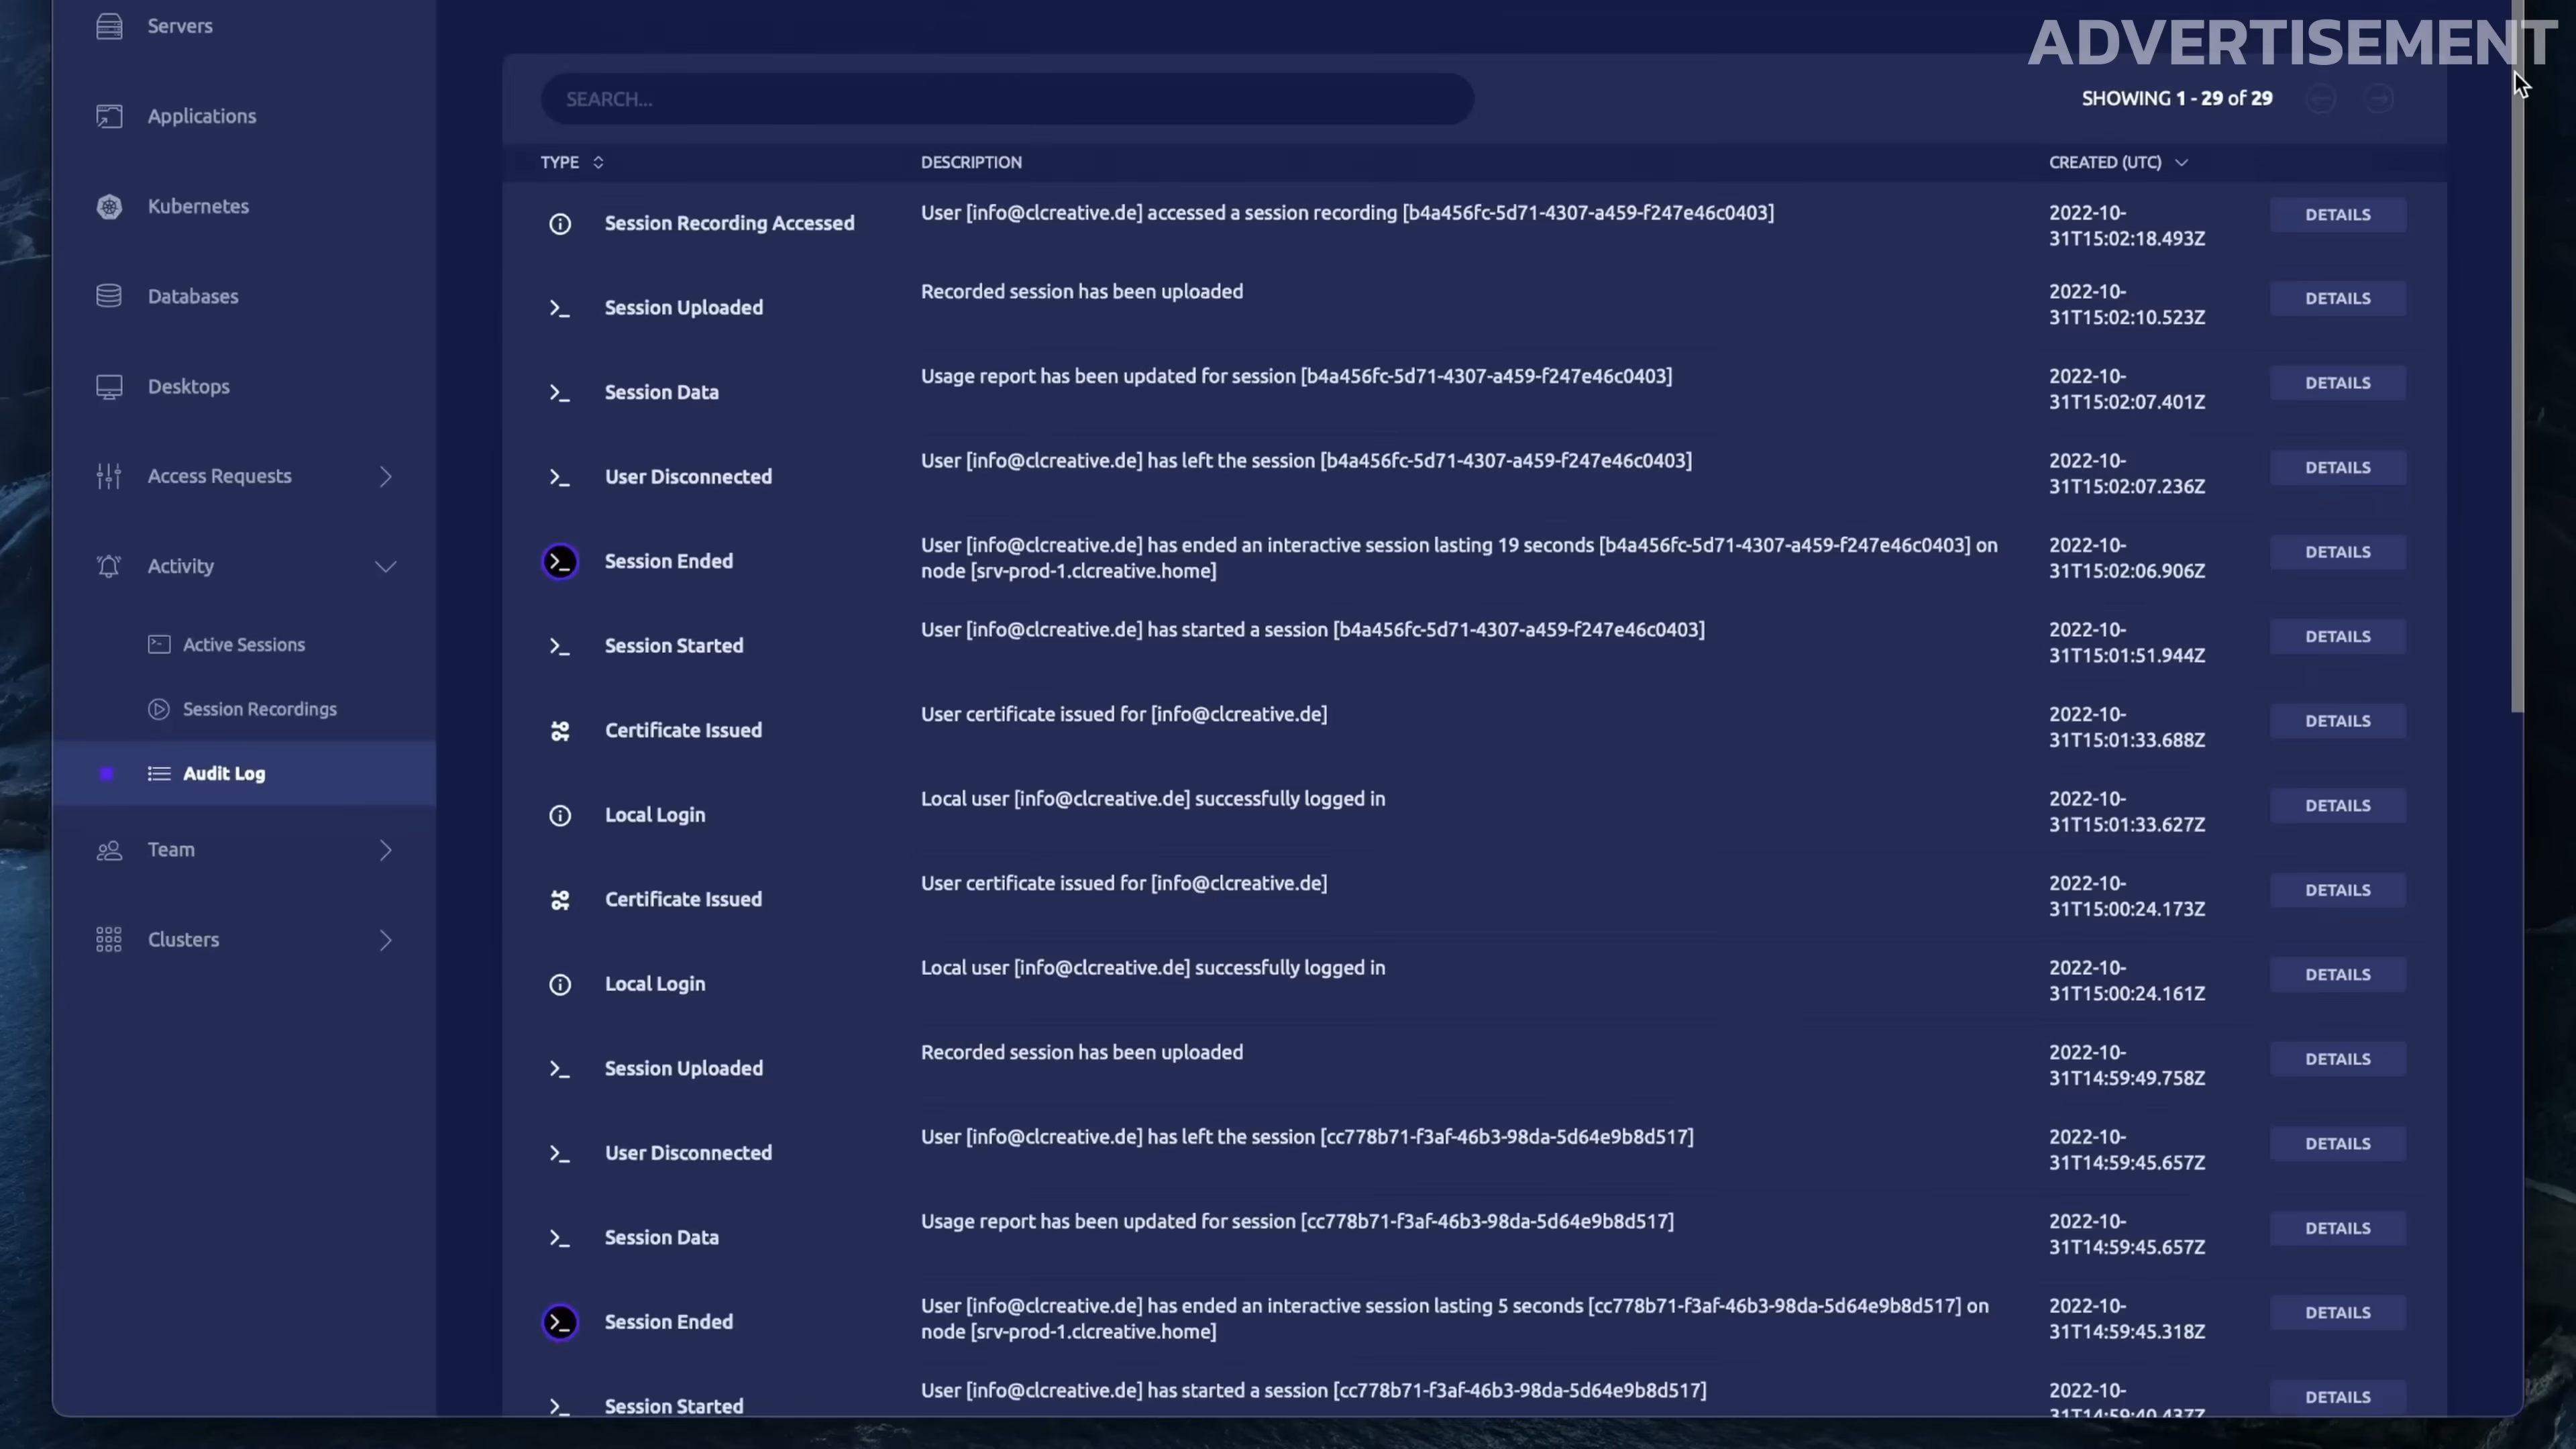 ADVERTISEMENT
Servers
Applications
Kubernetes
Databases
Desktops
Access Requests
Activity
Active Sessions
Session Recordings
Audit Log
Team
Clusters
SEARCH...
SHOWING 1 - 29 of 29
TYPE DESCRIPTION CREATED (UTC)
Session Recording Accessed User [info@clcreative.de] accessed a session recording [b4a456fc-5d71-4307-a459-f247e46c0403] 2022-10- DETAILS
31T15:02:18.493Z
Session Uploaded Recorded session has been uploaded 2022-10- DETAILS
31T15:02:10.523Z
Session Data Usage report has been updated for session [b4a456fc-5d71-4307-a459-f247e46c0403] 2022-10- DETAILS
31T15:02:07.401Z
User Disconnected User [info@clcreative.de] has left the session [b4a456fc-5d71-4307-a459-f247e46c0403] 2022-10- DETAILS
31T15:02:07.236Z
Session Ended User [info@clcreative.de] has ended an interactive session lasting 19 seconds [b4a456fc-5d71-4307-a459-f247e46c0403] on 2022-10- DETAILS
node [srv-prod-1.clcreative.home] 31T15:02:06.906Z
Session Started User [info@clcreative.de] has started a session [b4a456fc-5d71-4307-a459-f247e46c0403] 2022-10- DETAILS
31T15:01:51.944Z
Certificate Issued User certificate issued for [info@clcreative.de] 2022-10- DETAILS
31T15:01:33.688Z
Local Login Local user [info@clcreative.de] successfully logged in 2022-10- DETAILS
31T15:01:33.627Z
Certificate Issued User certificate issued for [info@clcreative.de] 2022-10- DETAILS
31T15:00:24.173Z
Local Login Local user [info@clcreative.de] successfully logged in 2022-10- DETAILS
31T15:00:24.161Z
Session Uploaded Recorded session has been uploaded 2022-10- DETAILS
31T14:59:49.758Z
User Disconnected User [info@clcreative.de] has left the session [cc778b71-f3af-46b3-98da-5d64e9b8d517] 2022-10- DETAILS
31T14:59:45.657Z
Session Data Usage report has been updated for session [cc778b71-f3af-46b3-98da-5d64e9b8d517] 2022-10- DETAILS
31T14:59:45.657Z
Session Ended User [info@clcreative.de] has ended an interactive session lasting 5 seconds [cc778b71-f3af-46b3-98da-5d64e9b8d517] on 2022-10- DETAILS
node [srv-prod-1.clcreative.home] 31T14:59:45.318Z
Session Started User [info@clcreative.de] has started a session [cc778b71-f3af-46b3-98da-5d64e9b8d517] 2022-10- DETAILS
31T14:59:40.437Z